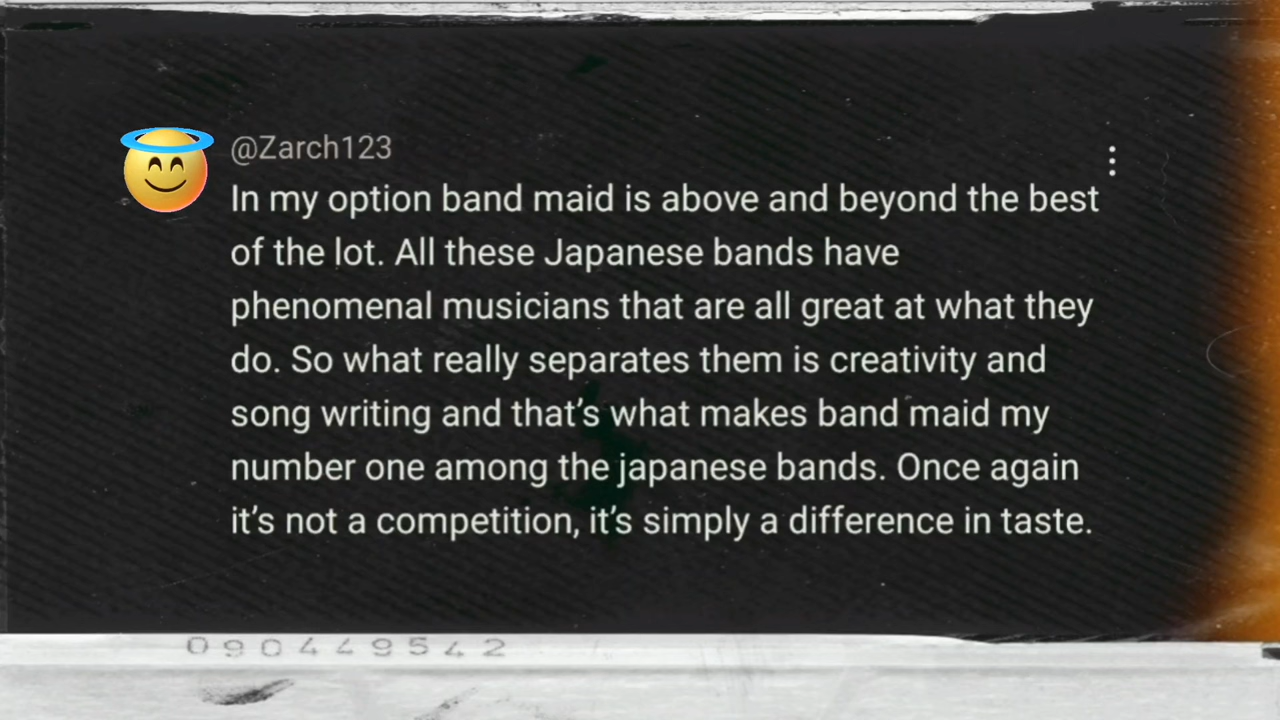 @Zarch123
In my option band maid is above and beyond the best
of the lot. All these Japanese bands have
phenomenal musicians that are all great at what they
do. So what really separates them is creativity and
song writing and that’s what makes band maid my
number one among the japanese bands. Once again
it’s not a competition, it’s simply a difference in taste.
090449542